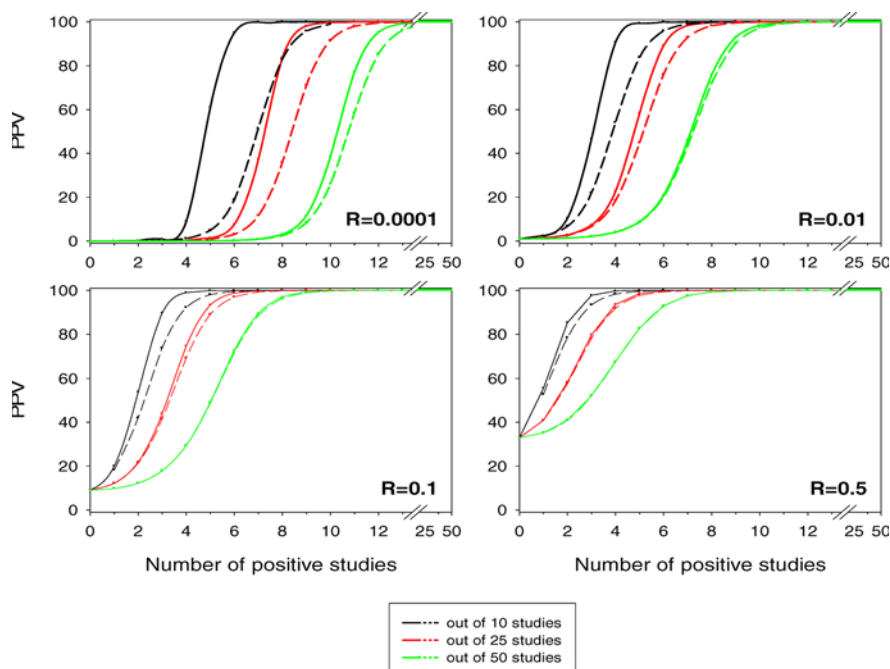 PPV
100
80
60
40
20
0
R=0.0001
0 2 4 6 8 10 12 25 50
100
80
60
40
20
0
R=0.01
0 2 4 6 8 10 12 25 50
PPV
100
80
60
40
20
0
R=0.1
0 2 4 6 8 10 12 25 50
Number of positive studies
100
80
60
40
20
0
R=0.5
0 2 4 6 8 10 12 25 50
Number of positive studies
out of 10 studies
out of 25 studies
out of 50 studies